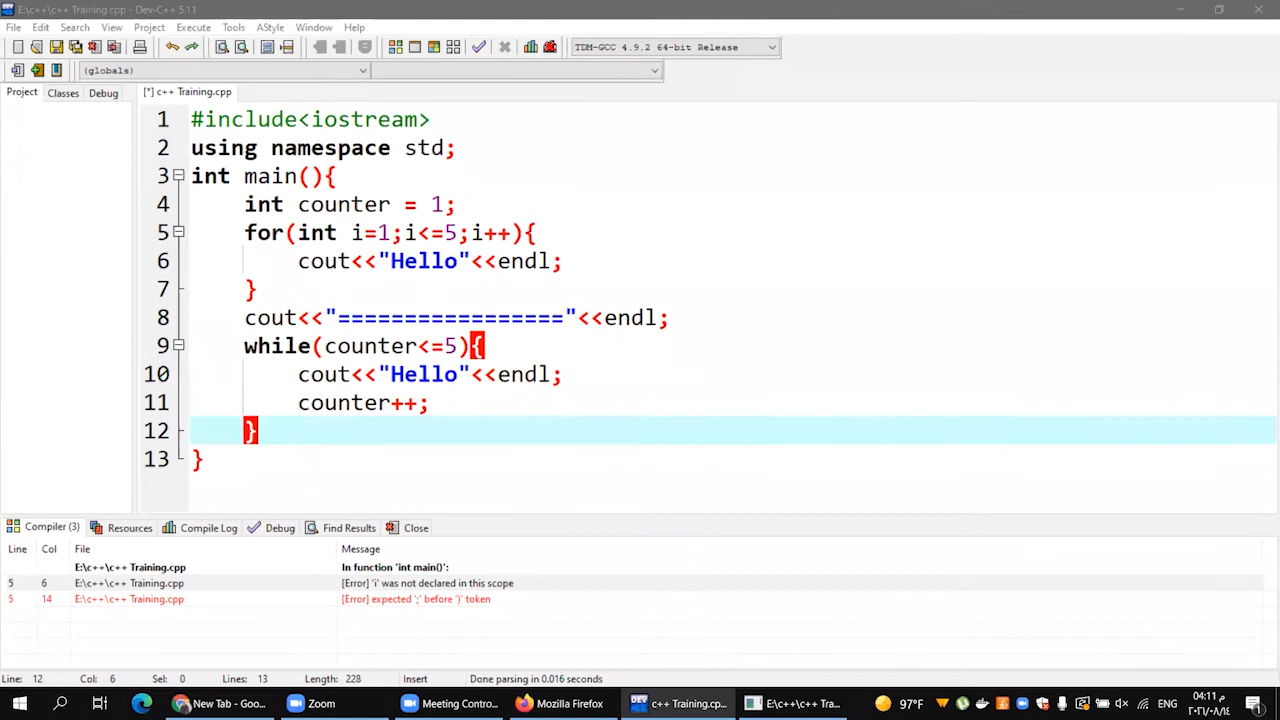 E:\c++\c++ Training.cpp - Dev-C++ 5.11
File Edit Search View Project Execute Tools AStyle Window Help
TDM-GCC 4.9.2 64-bit Release
(globals)
Project Classes Debug
[*] c++ Training.cpp
1 #include<iostream>
2 using namespace std;
3 int main(){
4 int counter = 1;
5 for(int i=1;i<=5;i++){
6 cout<<"Hello"<<endl;
7 }
8 cout<<"================="<<endl;
9 while(counter<=5){
10 cout<<"Hello"<<endl;
11 counter++;
12 }
13 }
Compiler (3) Resources Compile Log Debug Find Results Close
Line Col File Message
E:\c++\c++ Training.cpp In function 'int main()':
5 6 E:\c++\c++ Training.cpp [Error] 'i' was not declared in this scope
5 14 E:\c++\c++ Training.cpp [Error] expected ';' before ')' token
Line: 12 Col: 6 Sel: 0 Lines: 13 Length: 228 Insert Done parsing in 0.016 seconds
New Tab - Goo... Zoom Meeting Contro... Mozilla Firefox c++ Training.cp... E:\c++\c++ Tra... 97°F 04:11